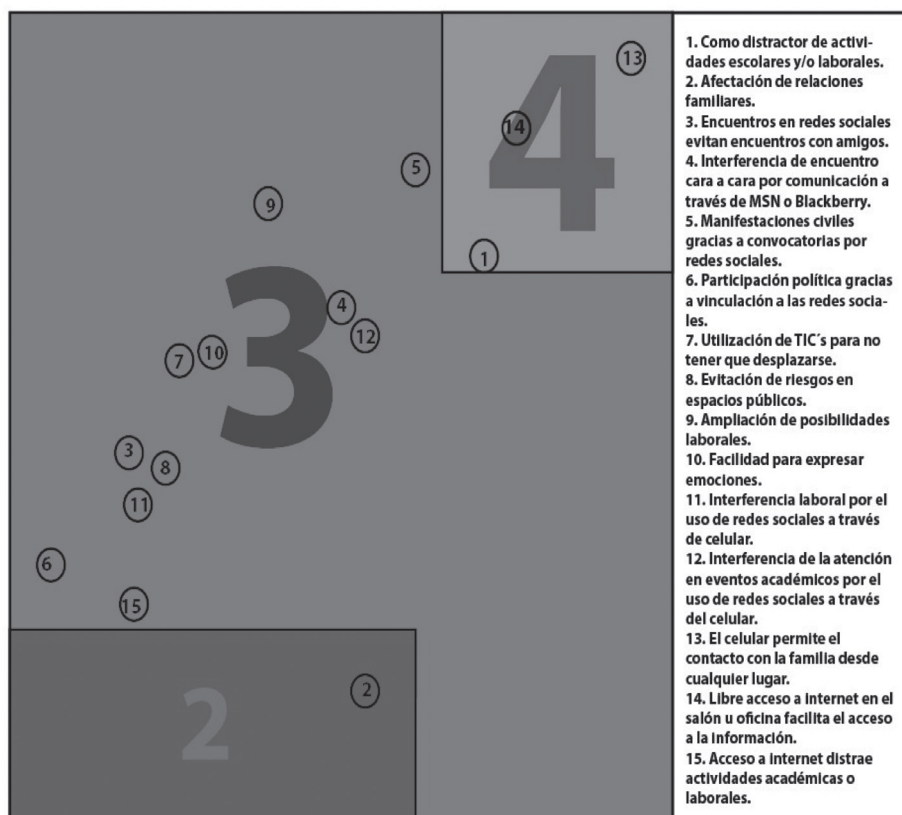 4
13
14
5
9
1
3
4
12
10
7
3
8
11
6
15
2
2
1. Como distractor de activi-
dades escolares y/o laborales.
2. Afectación de relaciones
familiares.
3. Encuentros en redes sociales
evitan encuentros con amigos.
4. Interferencia de encuentro
cara a cara por comunicación a
través de MSN o Blackberry.
5. Manifestaciones civiles
gracias a convocatorias por
redes sociales.
6. Participación política gracias
a vinculación a las redes socia-
les.
7. Utilización de TIC´s para no
tener que desplazarse.
8. Evitación de riesgos en
espacios públicos.
9. Ampliación de posibilidades
laborales.
10. Facilidad para expresar
emociones.
11. Interferencia laboral por el
uso de redes sociales a través
de celular.
12. Interferencia de la atención
en eventos académicos por el
uso de redes sociales a través
del celular.
13. El celular permite el
contacto con la familia desde
cualquier lugar.
14. Libre acceso a internet en el
salón u oficina facilita el acceso
a la información.
15. Acceso a internet distrae
actividades académicas o
laborales.